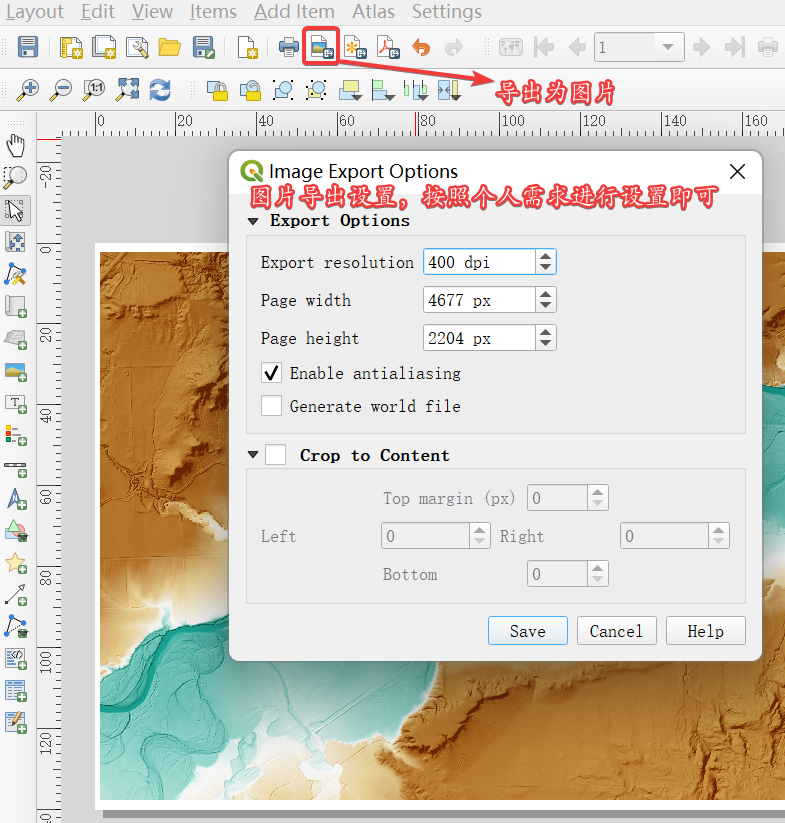 Layout Edit View Items Add Item Atlas Settings
1:1
1
导出为图片
0 20 40 60 80 100 120 140 160
Image Export Options
图片导出设置，按照个人需求进行设置即可
Export Options
Export resolution 400 dpi
Page width 4677 px
Page height 2204 px
Enable antialiasing
Generate world file
Crop to Content
Top margin (px) 0
Left 0 Right 0
Bottom 0
Save Cancel Help
-20
0
20
40
60
80
100
120
140